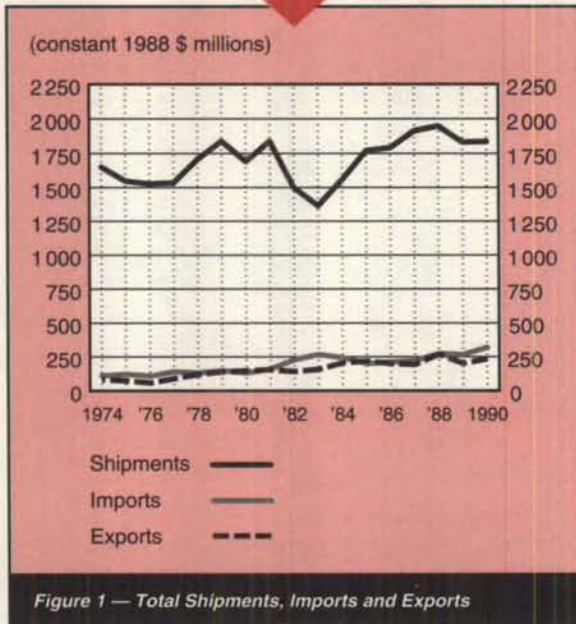 (constant 1988 $ millions)
2 250 2 250
2 000 2 000
1 750 1 750
1 500 1 500
1 250 1 250
1 000 1 000
750 750
500 500
250 250
0 0
1974 '76 '78 '80 '82 '84 '86 '88 1990
Shipments
Imports
Exports
Figure 1 — Total Shipments, Imports and Exports